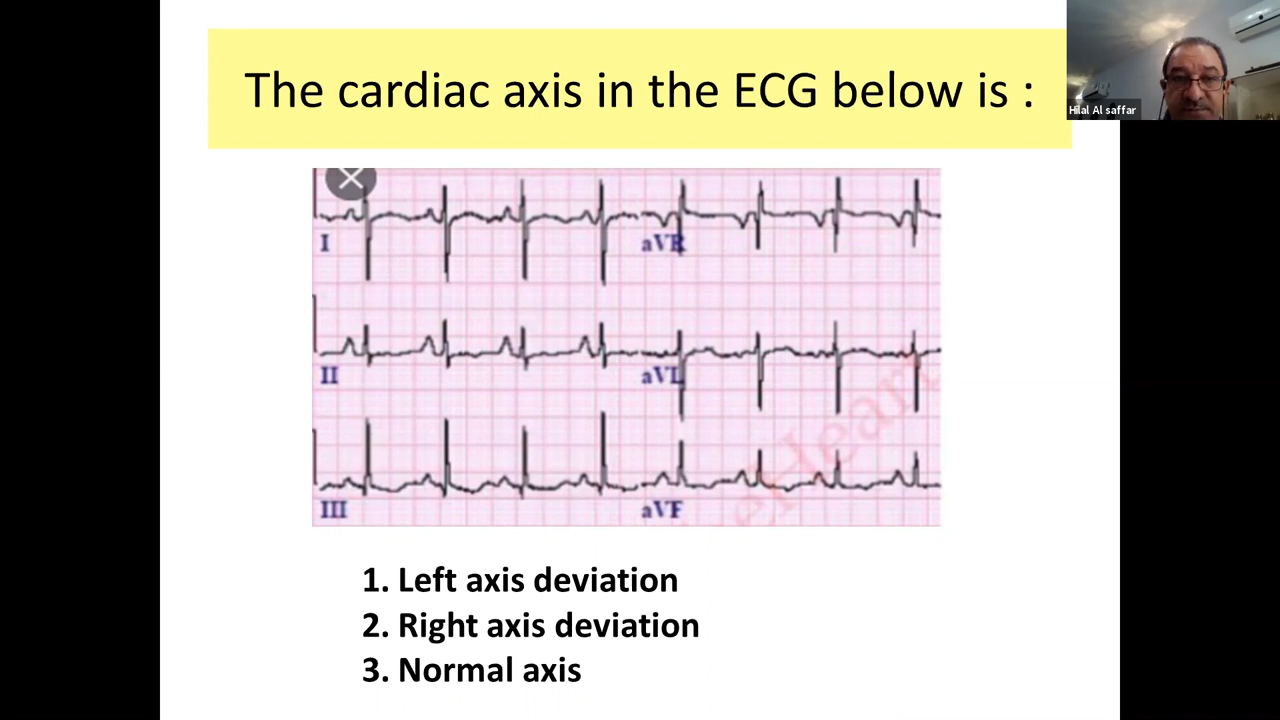 The cardiac axis in the ECG below is :
Hilal Al saffar
I
aVR
II
aVL
III
aVF
1. Left axis deviation
2. Right axis deviation
3. Normal axis